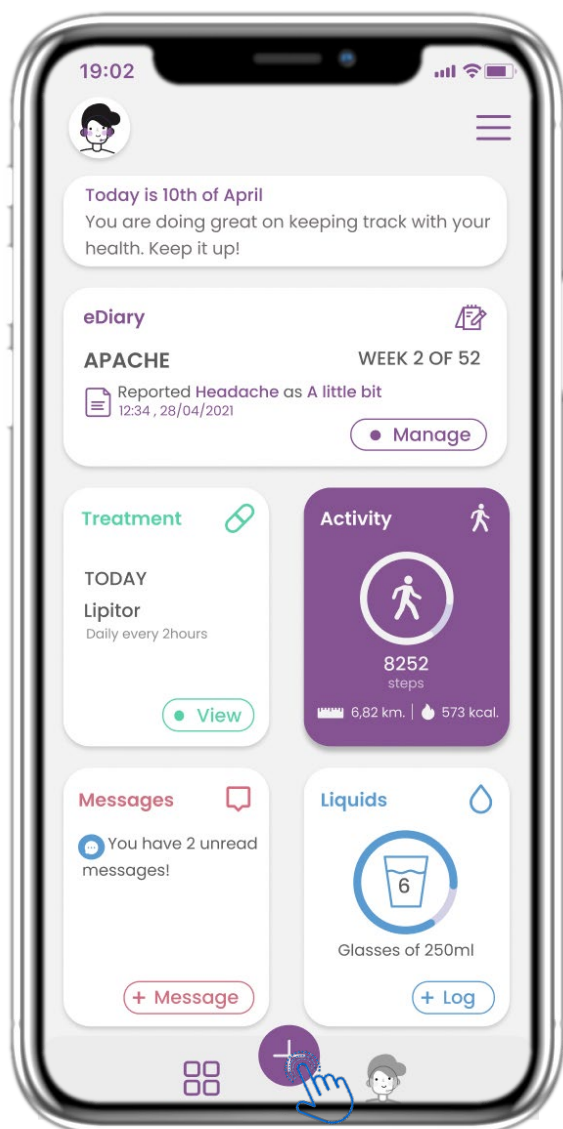 19:02
Today is 10th of April
You are doing great on keeping track with your
health. Keep it up!
eDiary
APACHE
WEEK 2 OF 52
Reported Headache as A little bit
12:34 , 28/04/2021
Manage
Treatment
TODAY
Lipitor
Daily every 2hours
View
Activity
8252
steps
6,82 km. | 573 kcal.
Messages
You have 2 unread
messages!
+ Message
Liquids
6
Glasses of 250ml
+ Log